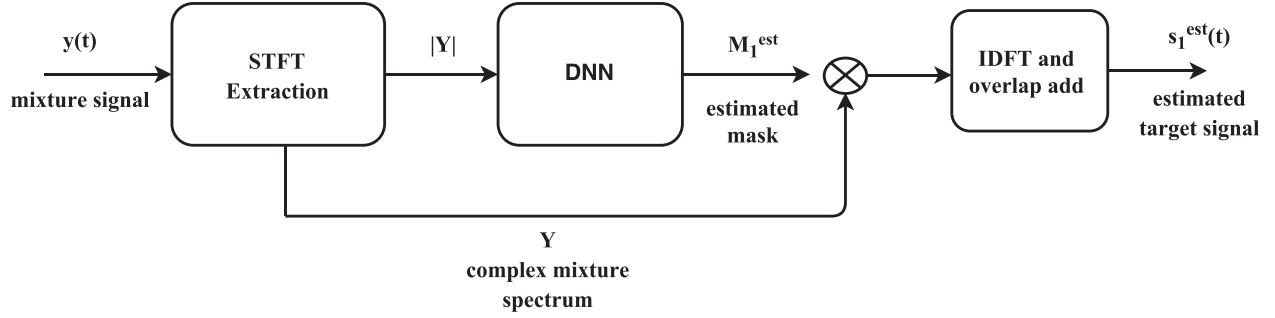 y(t)
mixture signal
STFT
Extraction
|Y|
DNN
M₁ᵉˢᵗ
estimated
mask
IDFT and
overlap add
s₁ᵉˢᵗ(t)
estimated
target signal
Y
complex mixture
spectrum